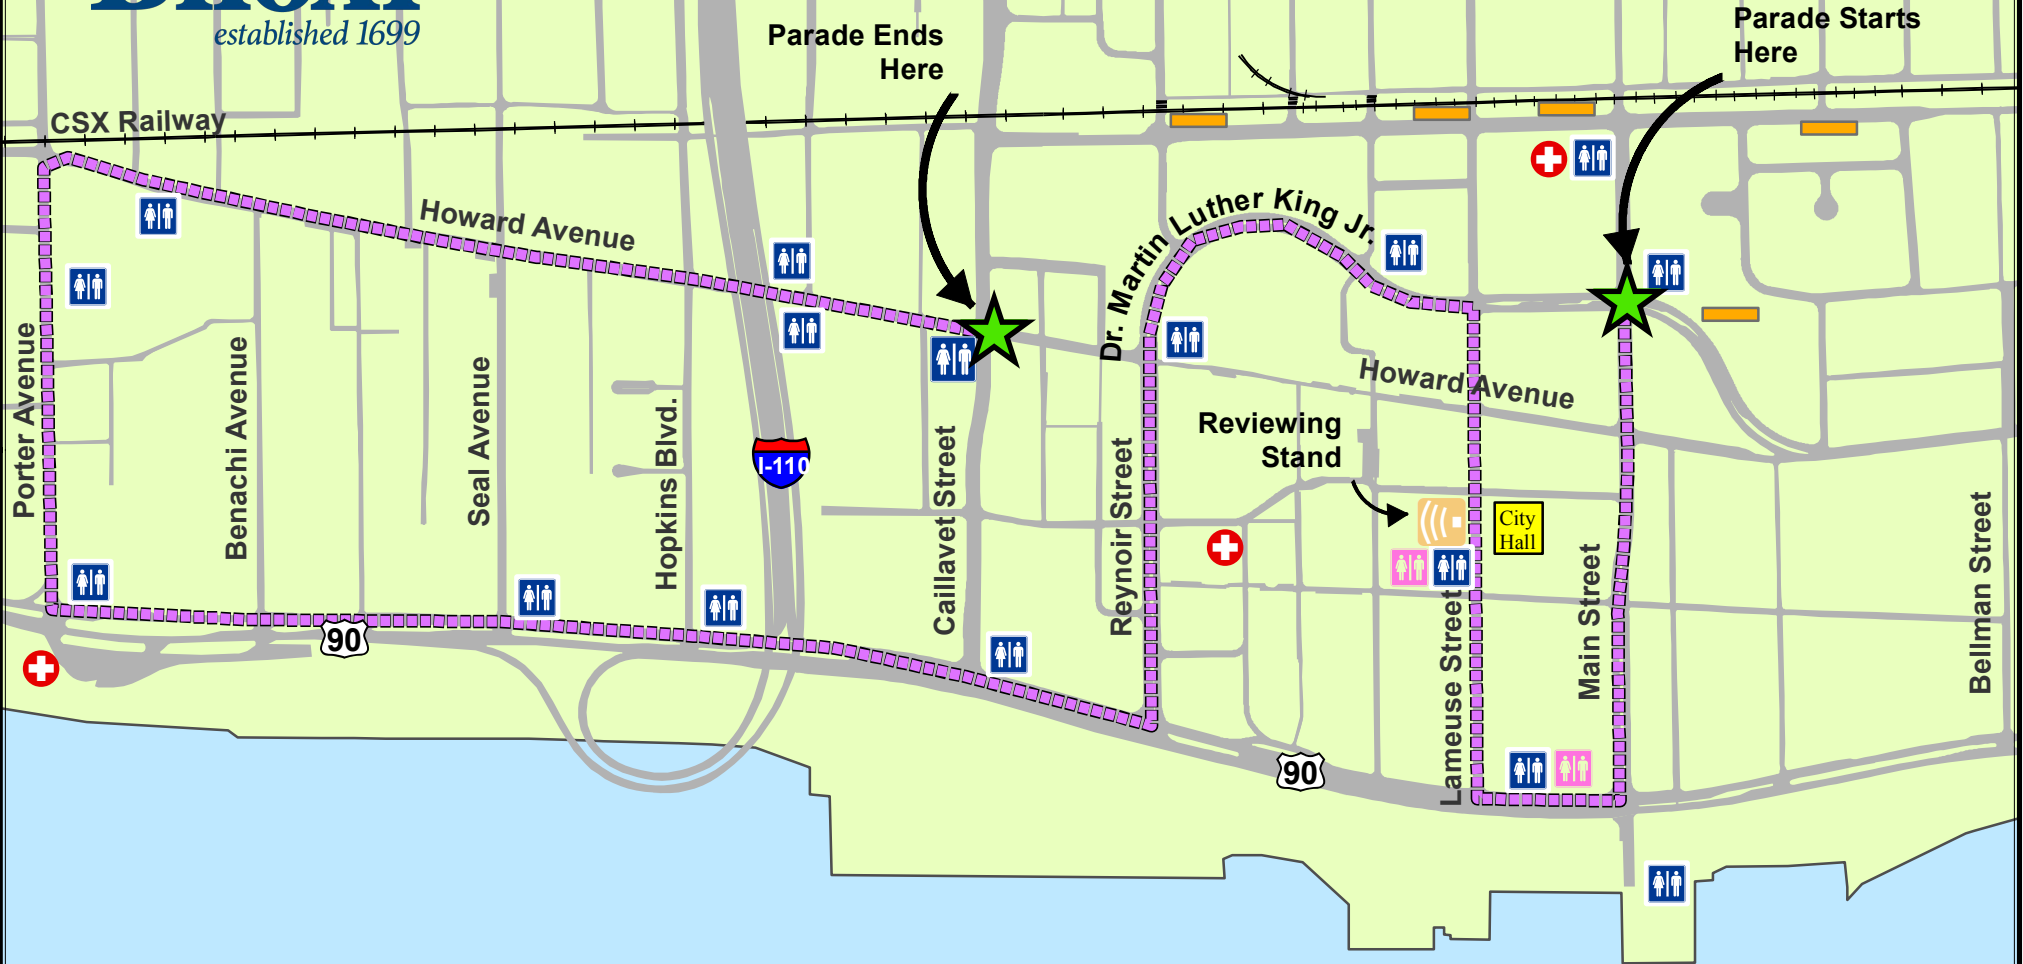 established 1699
Parade Ends
Here
Parade Starts
Here
CSX Railway
Howard Avenue
Dr. Martin Luther King Jr.
Howard Avenue
Reviewing
Stand
Porter Avenue
Benachi Avenue
Seal Avenue
Hopkins Blvd.
I-110
Caillavet Street
Reynoir Street
City
Hall
Lameuse Street
Main Street
Bellman Street
90
90